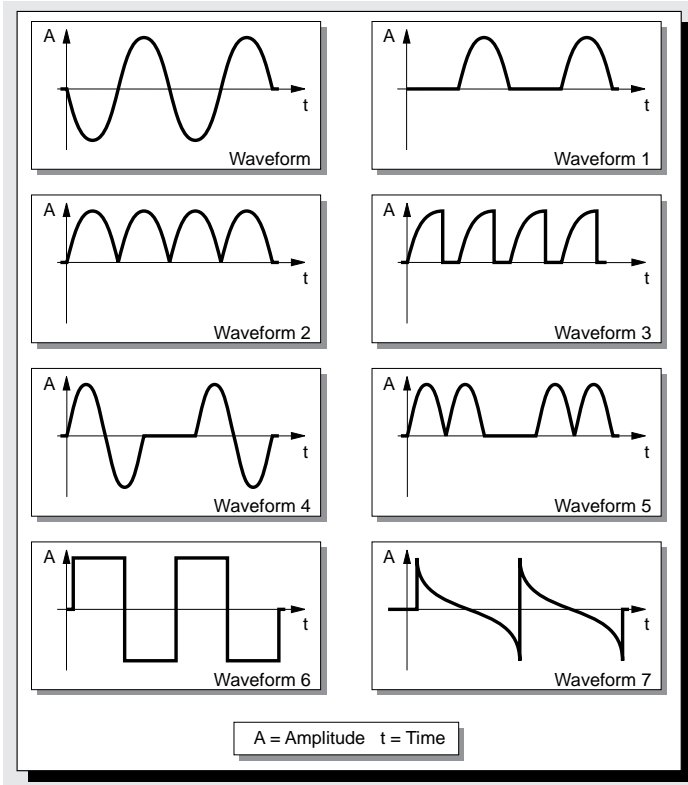 A
t
Waveform
A
t
Waveform 1
A
t
Waveform 2
A
t
Waveform 3
A
t
Waveform 4
A
t
Waveform 5
A
t
Waveform 6
A
t
Waveform 7
A = Amplitude t = Time